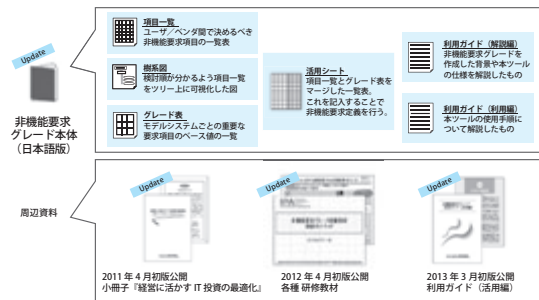 Update
非機能要求
グレード本体
（日本語版）
項目一覧
ユーザ／ベンダ間で決めるべき
非機能要求項目の一覧表
樹系図
検討順が分かるよう項目一覧
をツリー上に可視化した図
グレード表
モデルシステムごとの重要な
要求項目のベース値の一覧
活用シート
項目一覧とグレード表を
マージした一覧表。
これを記入することで
非機能要求定義を行う。
利用ガイド（解説編）
非機能要求グレードを
作成した背景や本ツール
の仕様を解説したもの
利用ガイド（利用編）
本ツールの使用手順に
ついて解説したもの
周辺資料
Update
2011 年 4 月初版公開
小冊子『経営に活かす IT 投資の最適化』
Update
2012 年 4 月初版公開
各種 研修教材
Update
2013 年 3 月初版公開
利用ガイド（活用編）